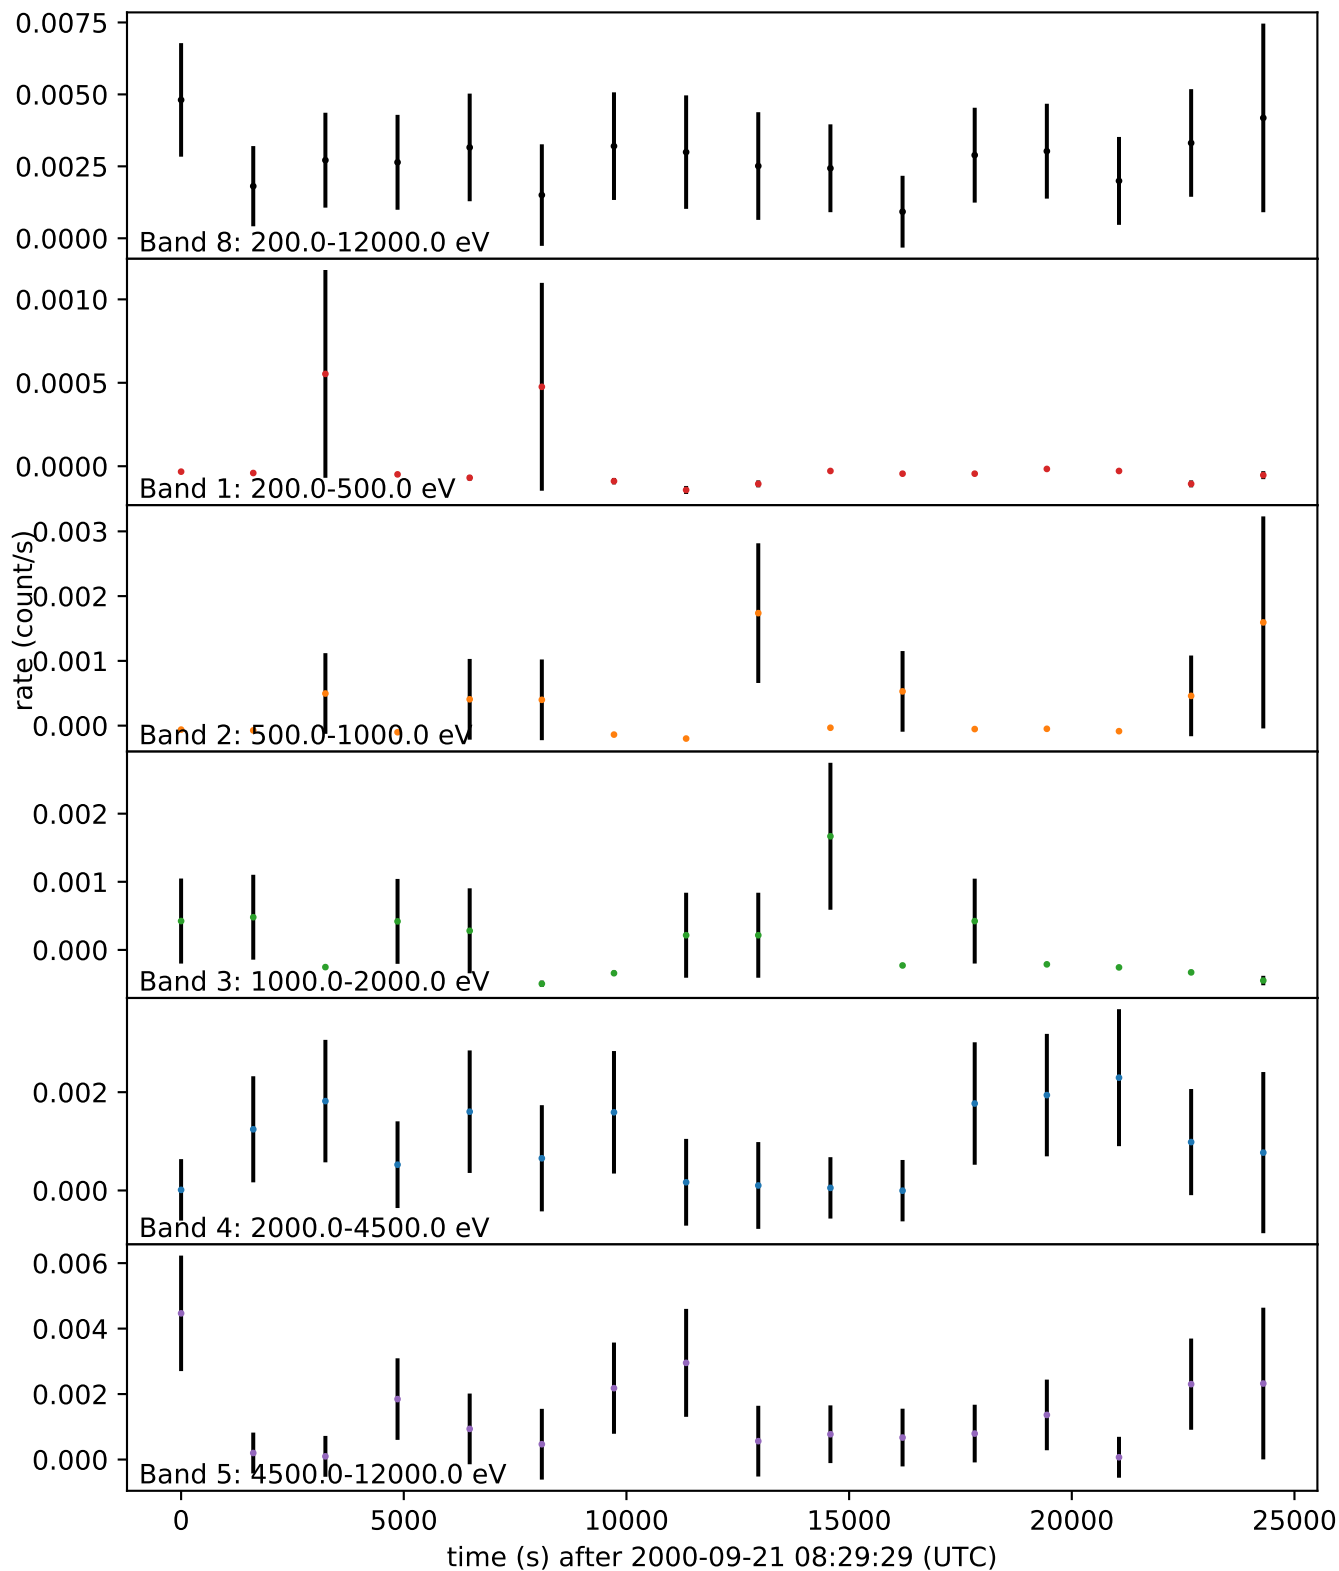 0.0075
0.0050
0.0025
0.0000
Band 8: 200.0-12000.0 eV
0.0010
0.0005
0.0000
Band 1: 200.0-500.0 eV
rate (count/s)
0.003
0.002
0.001
0.000
Band 2: 500.0-1000.0 eV
0.002
0.001
0.000
Band 3: 1000.0-2000.0 eV
0.002
0.000
Band 4: 2000.0-4500.0 eV
0.006
0.004
0.002
0.000
Band 5: 4500.0-12000.0 eV
0 5000 10000 15000 20000 25000
time (s) after 2000-09-21 08:29:29 (UTC)